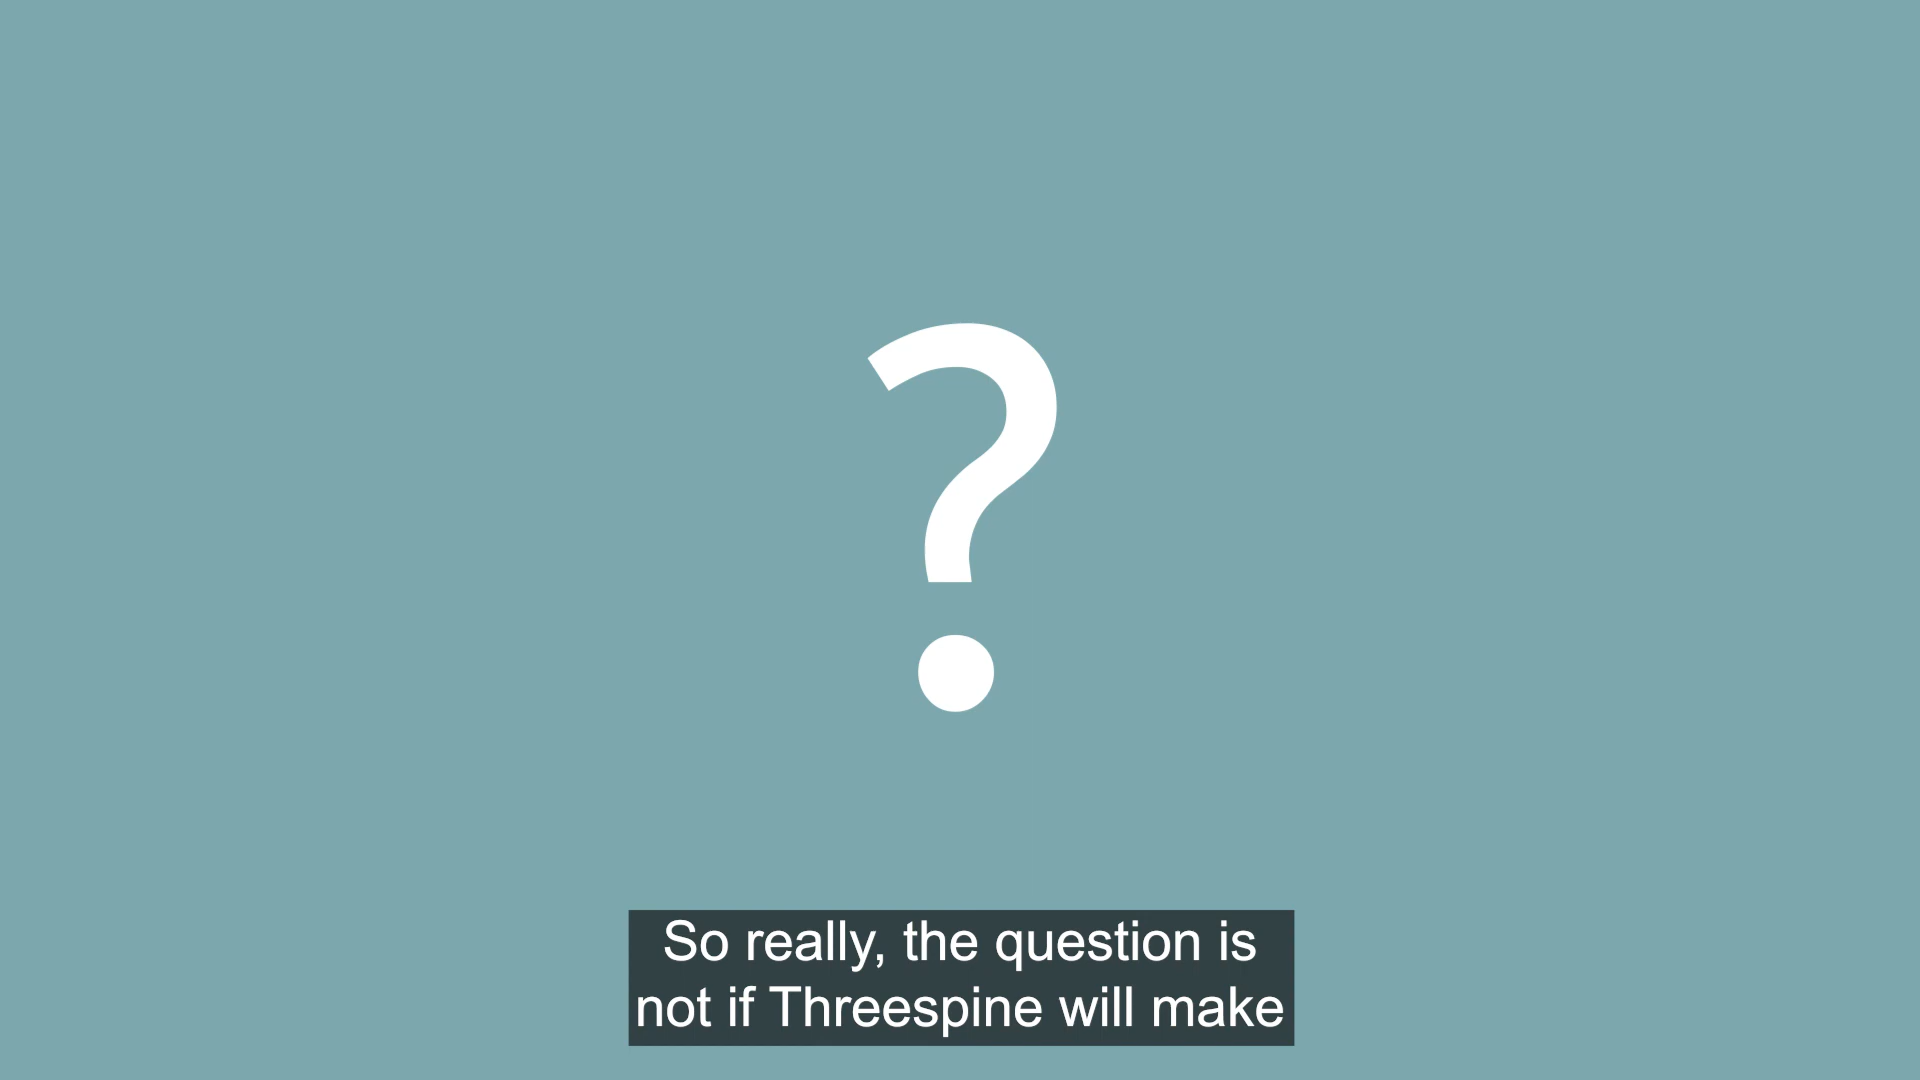 ?
So really, the question is
not if Threespine will make